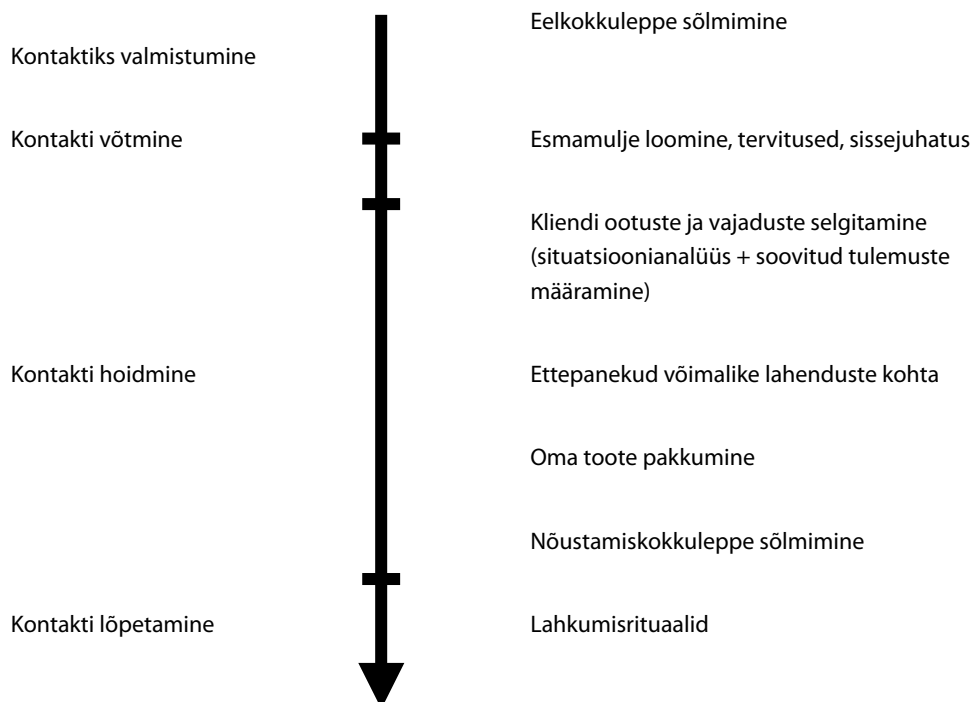 Eelkokkuleppe sõlmimine
Kontaktiks valmistumine
Kontakti võtmine
Esmamulje loomine, tervitused, sissejuhatus
Kliendi ootuste ja vajaduste selgitamine
(situatsioonianalüüs + soovitud tulemuste
määramine)
Kontakti hoidmine
Ettepanekud võimalike lahenduste kohta
Oma toote pakkumine
Nõustamiskokkuleppe sõlmimine
Kontakti lõpetamine
Lahkumisrituaalid